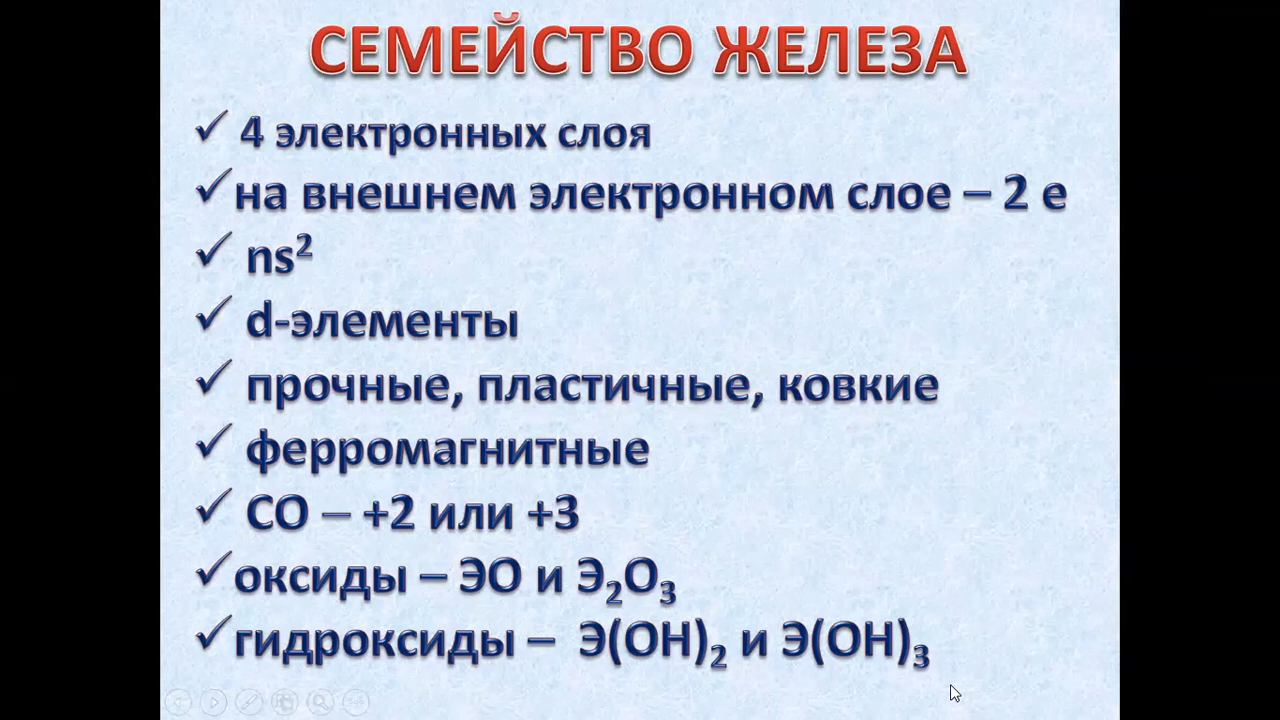 СЕМЕЙСТВО ЖЕЛЕЗА
✓ 4 электронных слоя
✓ на внешнем электронном слое – 2 е
✓ ns²
✓ d-элементы
✓ прочные, пластичные, ковкие
✓ ферромагнитные
✓ СО – +2 или +3
✓ оксиды – ЭО и Э₂О₃
✓ гидроксиды – Э(ОН)₂ и Э(ОН)₃